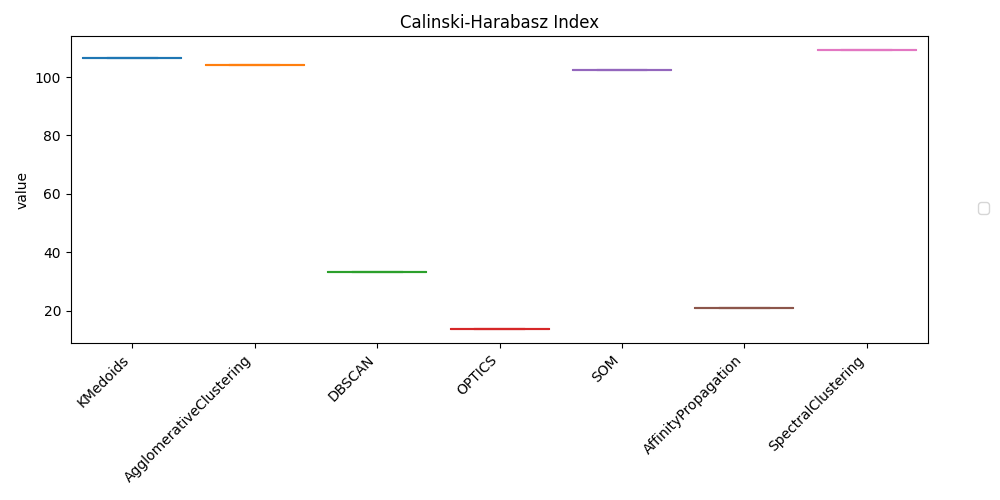 Calinski-Harabasz Index
value
100
80
60
40
20
KMedoids
AgglomerativeClustering
DBSCAN
OPTICS
SOM
AffinityPropagation
SpectralClustering